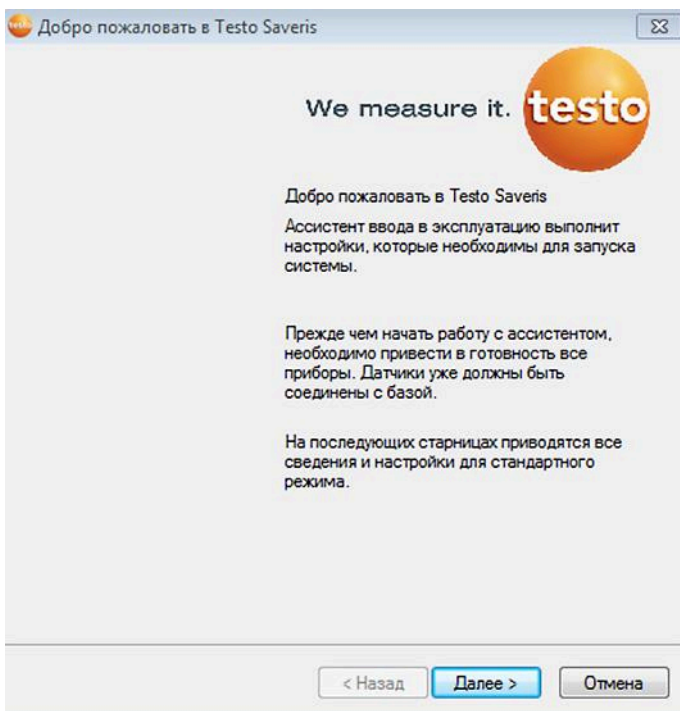 Добро пожаловать в Testo Saveris
We measure it. testo
Добро пожаловать в Testo Saveris
Ассистент ввода в эксплуатацию выполнит
настройки, которые необходимы для запуска
системы.
Прежде чем начать работу с ассистентом,
необходимо привести в готовность все
приборы. Датчики уже должны быть
соединены с базой.
На последующих старницах приводятся все
сведения и настройки для стандартного
режима.
< Назад Далее > Отмена